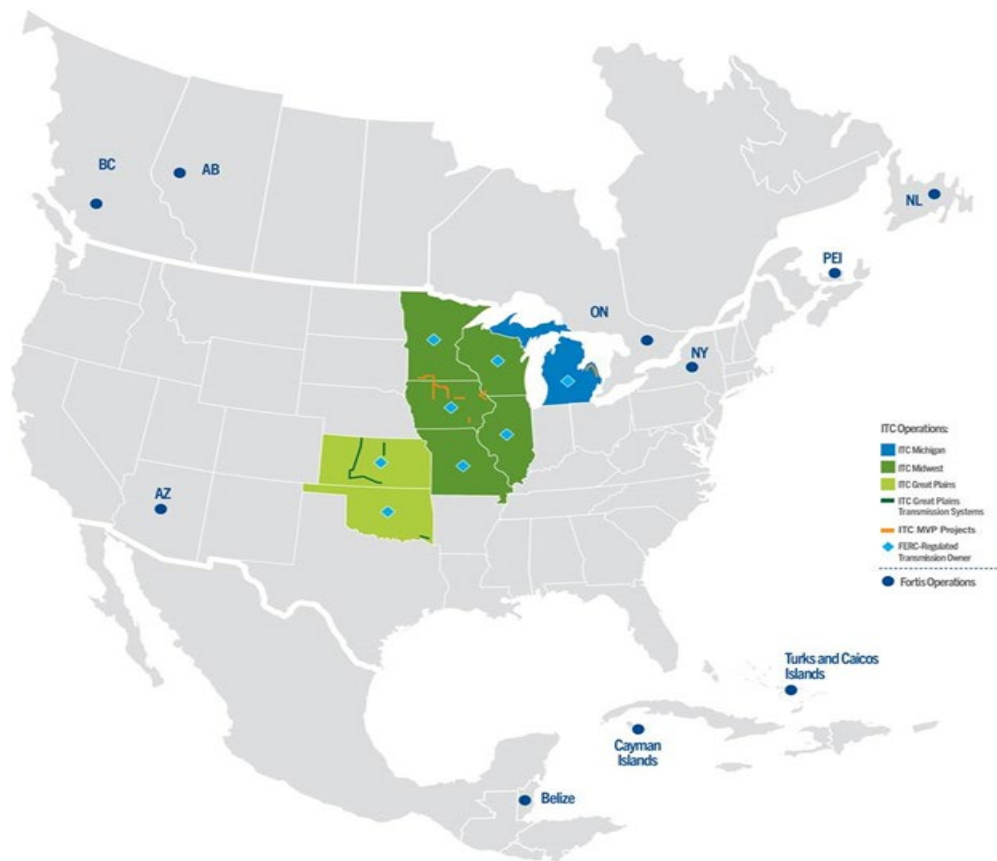 BC
AB
NL
PEI
ON
NY
AZ
ITC Operations:
ITC Michigan
ITC Midwest
ITC Great Plains
ITC Great Plains
Transmission Systems
ITC MVP Projects
FERC-Regulated
Transmission Owner
Fortis Operations
Turks and Caicos
Islands
Cayman
Islands
Belize